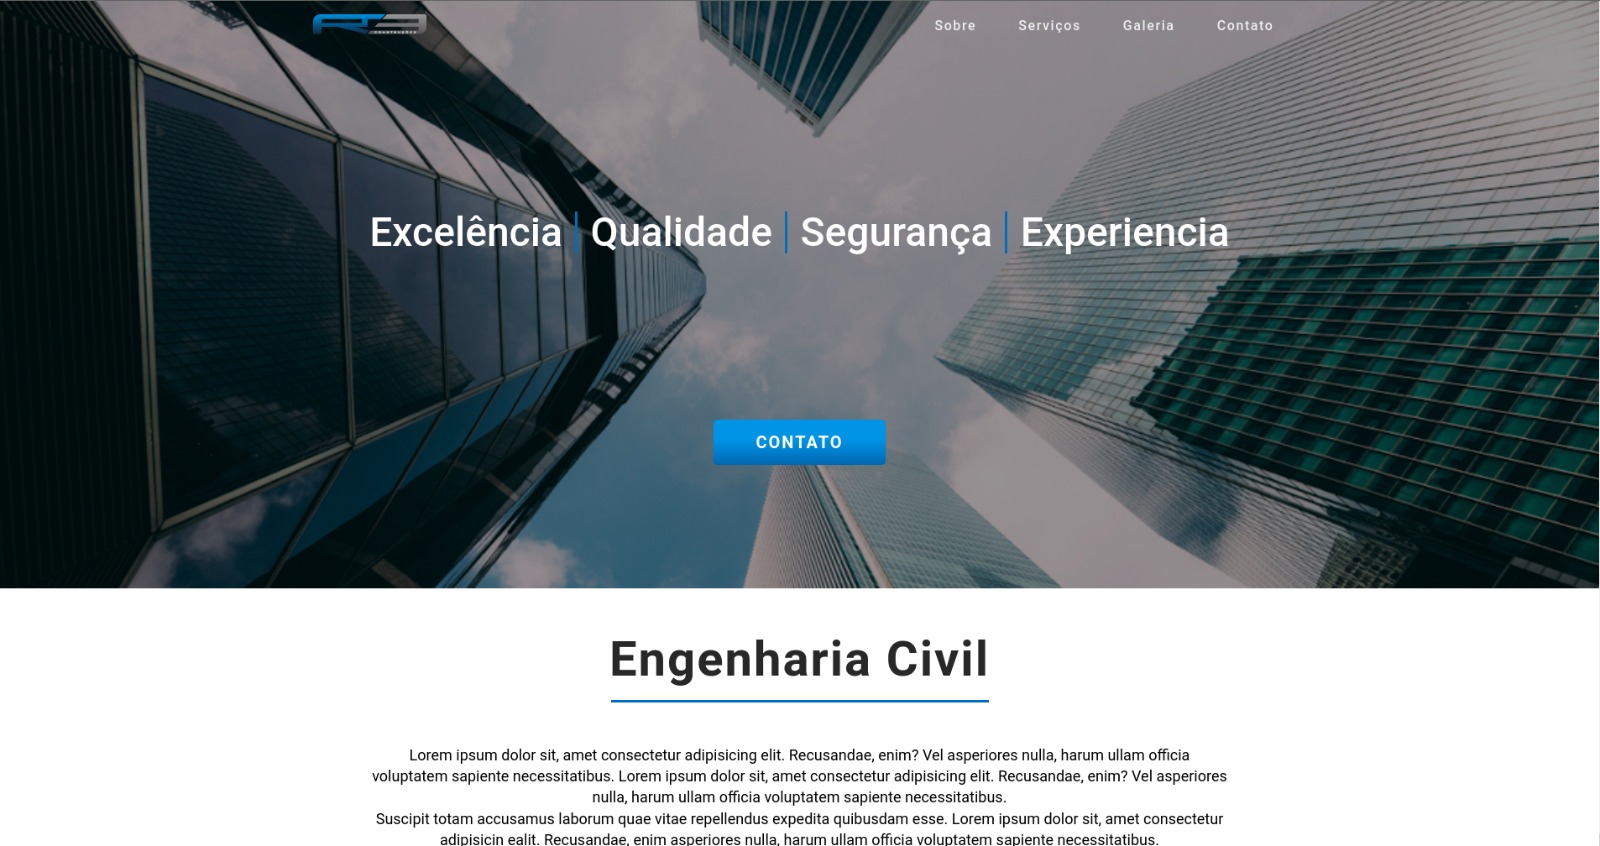 Sobre Serviços Galeria Contato
Excelência | Qualidade | Segurança | Experiencia
CONTATO
Engenharia Civil
Lorem ipsum dolor sit, amet consectetur adipisicing elit. Recusandae, enim? Vel asperiores nulla, harum ullam officia
voluptatem sapiente necessitatibus. Lorem ipsum dolor sit, amet consectetur adipisicing elit. Recusandae, enim? Vel asperiores
nulla, harum ullam officia voluptatem sapiente necessitatibus.
Suscipit totam accusamus laborum quae vitae repellendus expedita quibusdam esse. Lorem ipsum dolor sit, amet consectetur
adipisicin ealit. Recusandae, enim asperiores nulla, harum ullam officia voluptatem sapiente necessitatibus.